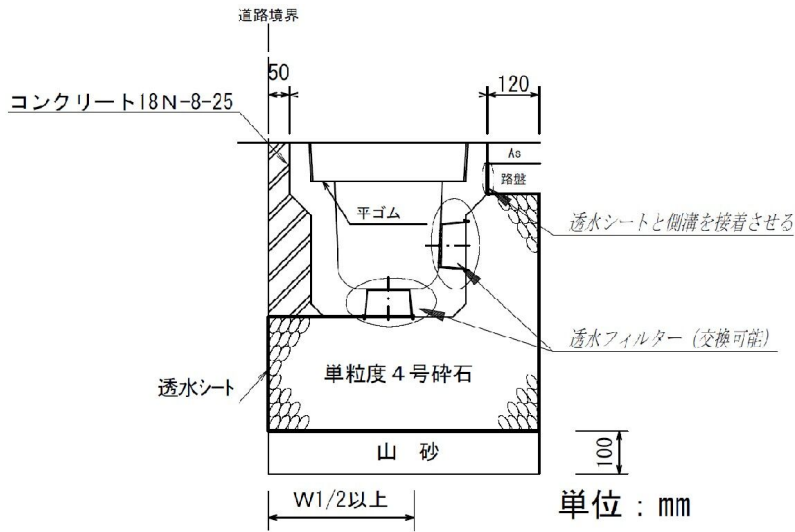 道路境界
50
120
コンクリート18N-8-25
As
路盤
平ゴム
透水シートと側溝を接着させる
透水フィルター(交換可能)
単粒度4号砕石
透水シート
山 砂
100
W1/2以上
単位:mm